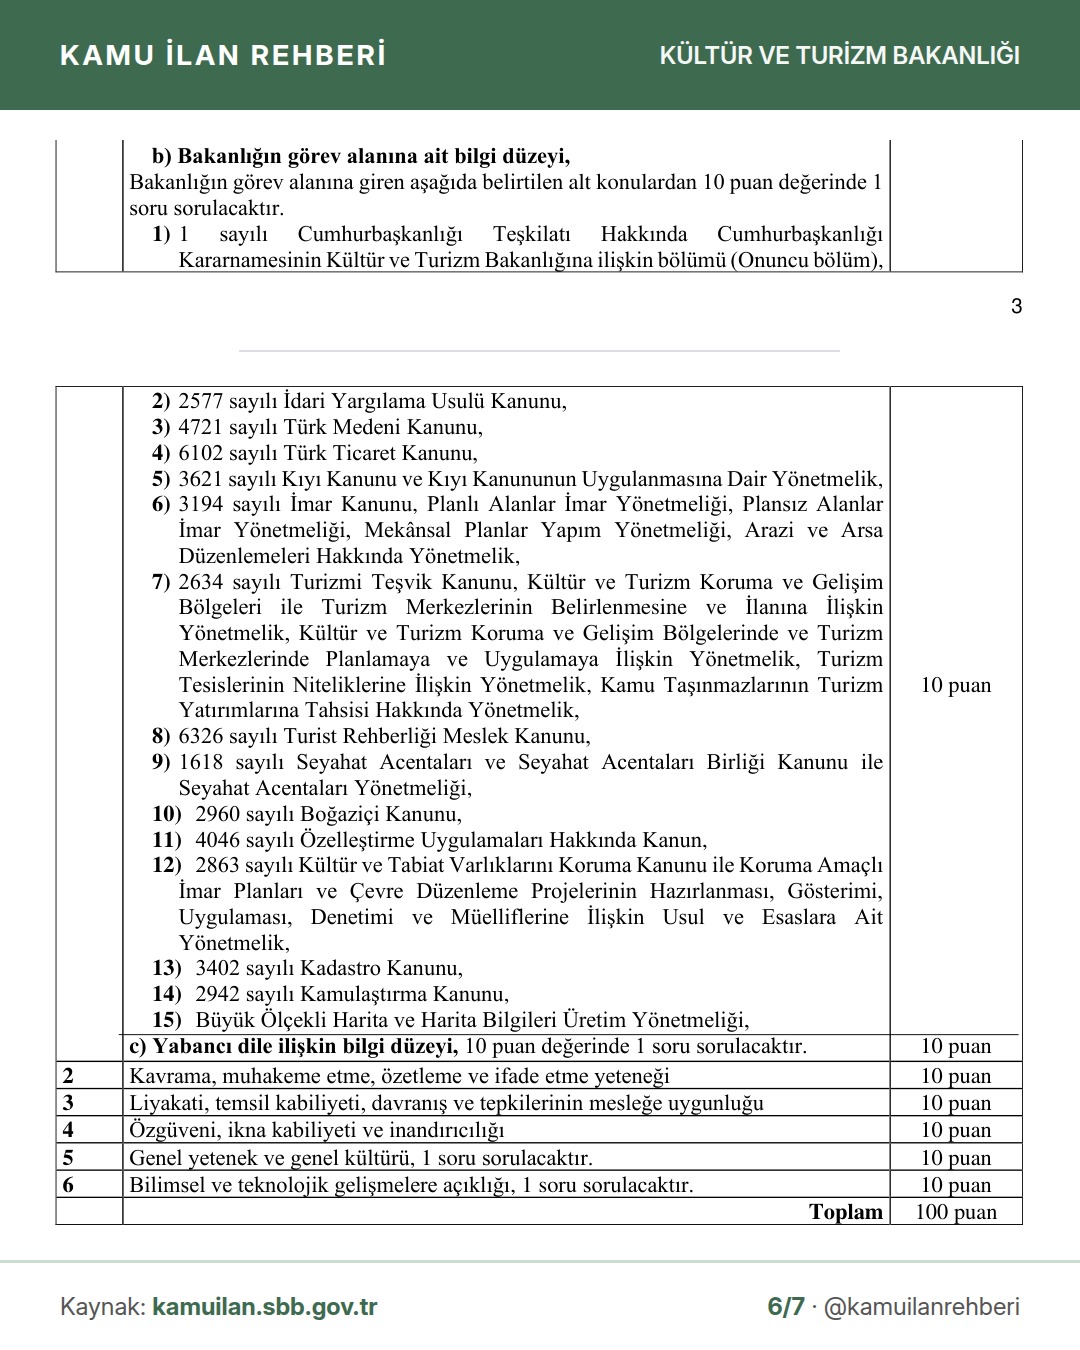 KAMU İLAN REHBERİ
KÜLTÜR VE TURİZM BAKANLIĞI
b) Bakanlığın görev alanına ait bilgi düzeyi,
Bakanlığın görev alanına giren aşağıda belirtilen alt konulardan 10 puan değerinde 1
soru sorulacaktır.
1) 1 sayılı Cumhurbaşkanlığı Teşkilatı Hakkında Cumhurbaşkanlığı
Kararnamesinin Kültür ve Turizm Bakanlığına ilişkin bölümü (Onuncu bölüm),
3
2) 2577 sayılı İdari Yargılama Usulü Kanunu,
3) 4721 sayılı Türk Medeni Kanunu,
4) 6102 sayılı Türk Ticaret Kanunu,
5) 3621 sayılı Kıyı Kanunu ve Kıyı Kanununun Uygulanmasına Dair Yönetmelik,
6) 3194 sayılı İmar Kanunu, Planlı Alanlar İmar Yönetmeliği, Plansız Alanlar
İmar Yönetmeliği, Mekânsal Planlar Yapım Yönetmeliği, Arazi ve Arsa
Düzenlemeleri Hakkında Yönetmelik,
7) 2634 sayılı Turizmi Teşvik Kanunu, Kültür ve Turizm Koruma ve Gelişim
Bölgeleri ile Turizm Merkezlerinin Belirlenmesine ve İlanına İlişkin
Yönetmelik, Kültür ve Turizm Koruma ve Gelişim Bölgelerinde ve Turizm
Merkezlerinde Planlamaya ve Uygulamaya İlişkin Yönetmelik, Turizm
Tesislerinin Niteliklerine İlişkin Yönetmelik, Kamu Taşınmazlarının Turizm
Yatırımlarına Tahsisi Hakkında Yönetmelik,
10 puan
8) 6326 sayılı Turist Rehberliği Meslek Kanunu,
9) 1618 sayılı Seyahat Acentaları ve Seyahat Acentaları Birliği Kanunu ile
Seyahat Acentaları Yönetmeliği,
10) 2960 sayılı Boğaziçi Kanunu,
11) 4046 sayılı Özelleştirme Uygulamaları Hakkında Kanun,
12) 2863 sayılı Kültür ve Tabiat Varlıklarını Koruma Kanunu ile Koruma Amaçlı
İmar Planları ve Çevre Düzenleme Projelerinin Hazırlanması, Gösterimi,
Uygulaması, Denetimi ve Müelliflerine İlişkin Usul ve Esaslara Ait
Yönetmelik,
13) 3402 sayılı Kadastro Kanunu,
14) 2942 sayılı Kamulaştırma Kanunu,
15) Büyük Ölçekli Harita ve Harita Bilgileri Üretim Yönetmeliği,
c) Yabancı dile ilişkin bilgi düzeyi, 10 puan değerinde 1 soru sorulacaktır. 10 puan
2 Kavrama, muhakeme etme, özetleme ve ifade etme yeteneği 10 puan
3 Liyakati, temsil kabiliyeti, davranış ve tepkilerinin mesleğe uygunluğu 10 puan
4 Özgüveni, ikna kabiliyeti ve inandırıcılığı 10 puan
5 Genel yetenek ve genel kültürü, 1 soru sorulacaktır. 10 puan
6 Bilimsel ve teknolojik gelişmelere açıklığı, 1 soru sorulacaktır. 10 puan
Toplam 100 puan
Kaynak: kamuilan.sbb.gov.tr
6/7 · @kamuilanrehberi